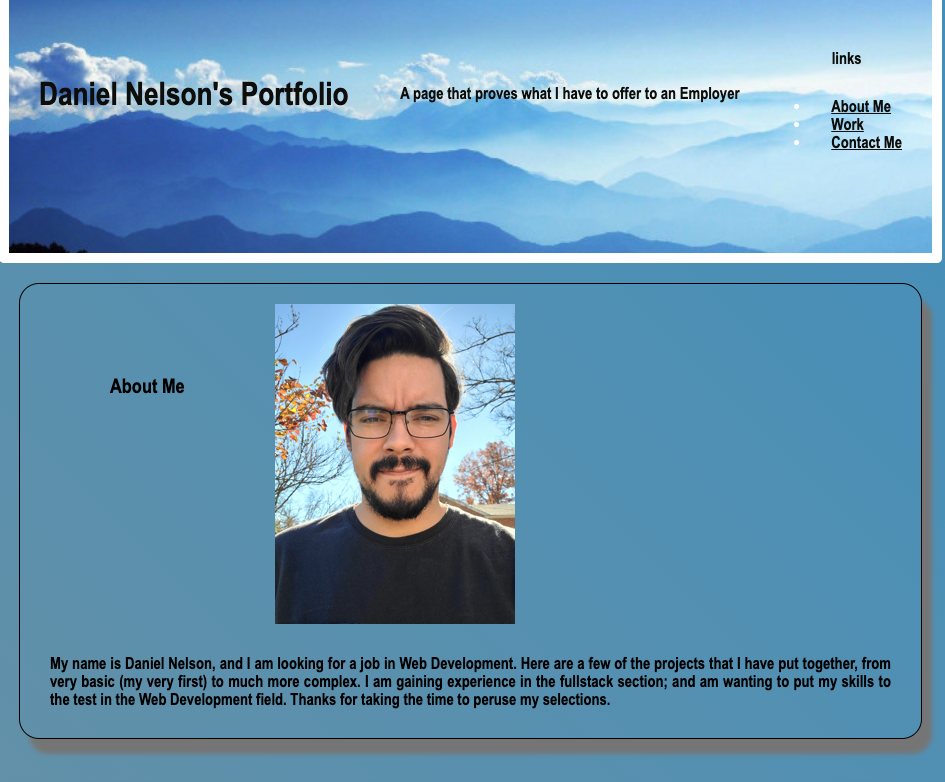 Daniel Nelson's Portfolio
A page that proves what I have to offer to an Employer
links
About Me
Work
Contact Me
About Me
My name is Daniel Nelson, and I am looking for a job in Web Development. Here are a few of the projects that I have put together, from
very basic (my very first) to much more complex. I am gaining experience in the fullstack section; and am wanting to put my skills to
the test in the Web Development field. Thanks for taking the time to peruse my selections.